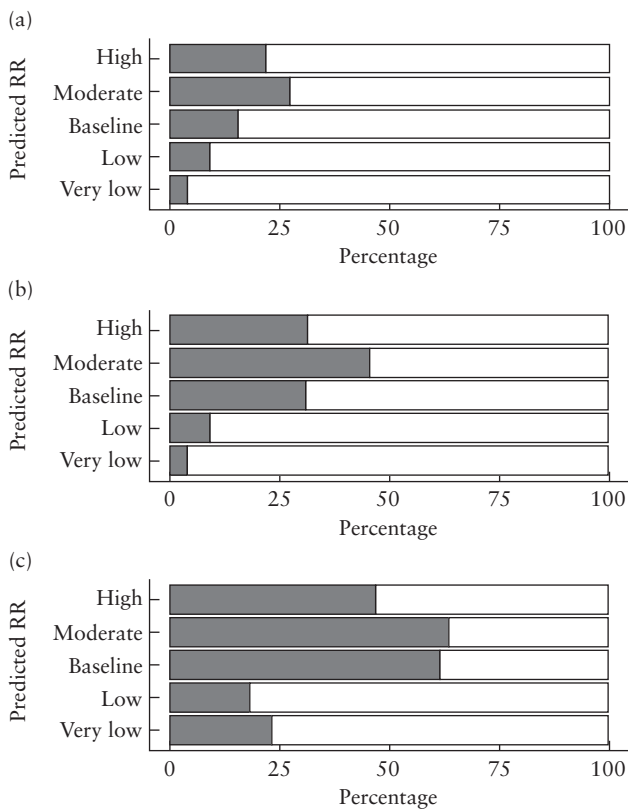 (a)
Predicted RR
High
Moderate
Baseline
Low
Very low
0 25 50 75 100
Percentage
(b)
Predicted RR
High
Moderate
Baseline
Low
Very low
0 25 50 75 100
Percentage
(c)
Predicted RR
High
Moderate
Baseline
Low
Very low
0 25 50 75 100
Percentage